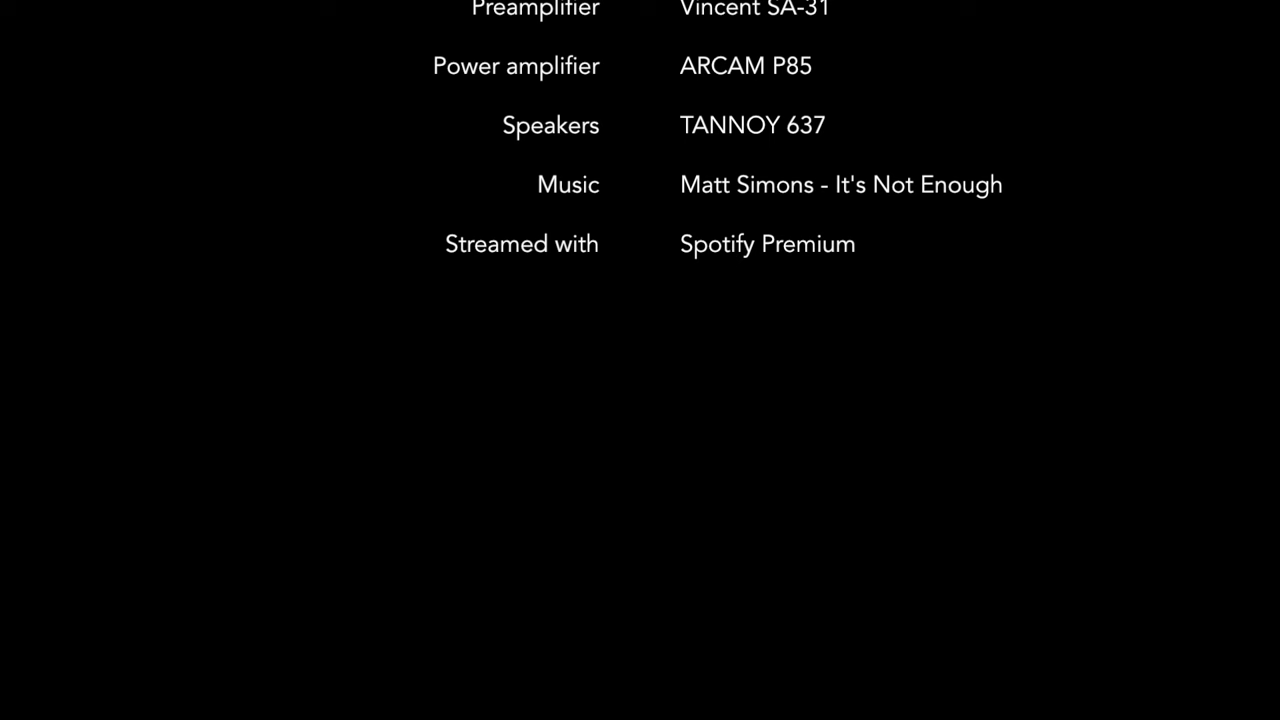 Preamplifier Vincent SA-31
Power amplifier ARCAM P85
Speakers TANNOY 637
Music Matt Simons - It's Not Enough
Streamed with Spotify Premium